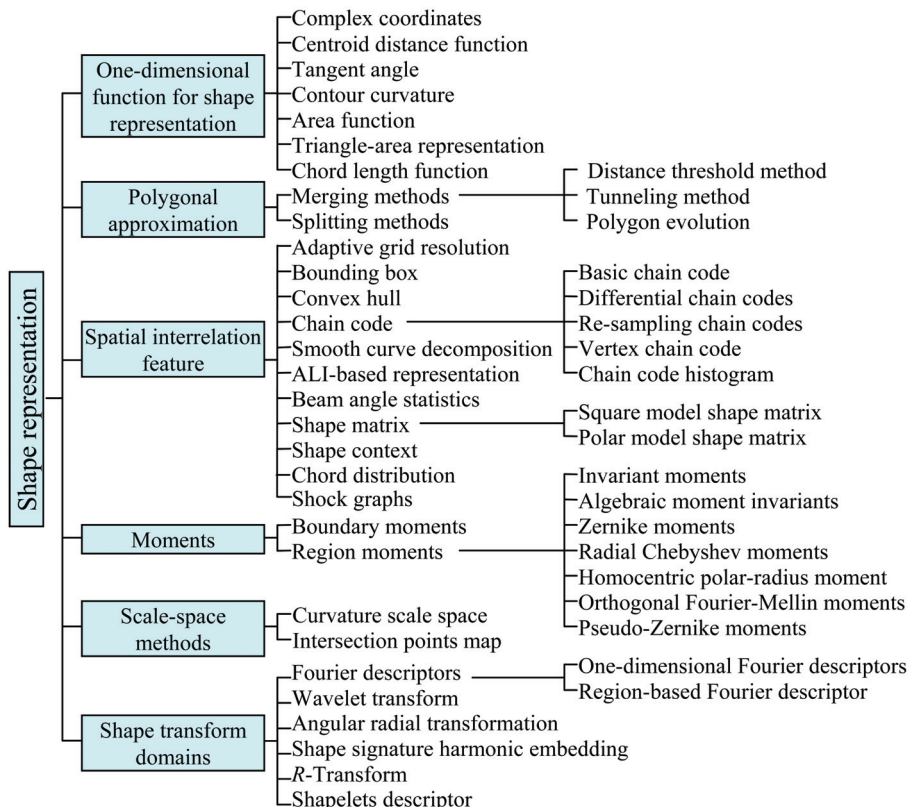 Shape representation
One-dimensional
function for shape
representation
Complex coordinates
Centroid distance function
Tangent angle
Contour curvature
Area function
Triangle-area representation
Chord length function
Polygonal
approximation
Merging methods
Splitting methods
Distance threshold method
Tunneling method
Polygon evolution
Spatial interrelation
feature
Adaptive grid resolution
Bounding box
Convex hull
Chain code
Smooth curve decomposition
ALI-based representation
Beam angle statistics
Shape matrix
Shape context
Chord distribution
Shock graphs
Basic chain code
Differential chain codes
Re-sampling chain codes
Vertex chain code
Chain code histogram
Square model shape matrix
Polar model shape matrix
Moments
Boundary moments
Region moments
Invariant moments
Algebraic moment invariants
Zernike moments
Radial Chebyshev moments
Homocentric polar-radius moment
Orthogonal Fourier-Mellin moments
Pseudo-Zernike moments
Scale-space
methods
Curvature scale space
Intersection points map
Shape transform
domains
Fourier descriptors
Wavelet transform
Angular radial transformation
Shape signature harmonic embedding
R-Transform
Shapelets descriptor
One-dimensional Fourier descriptors
Region-based Fourier descriptor